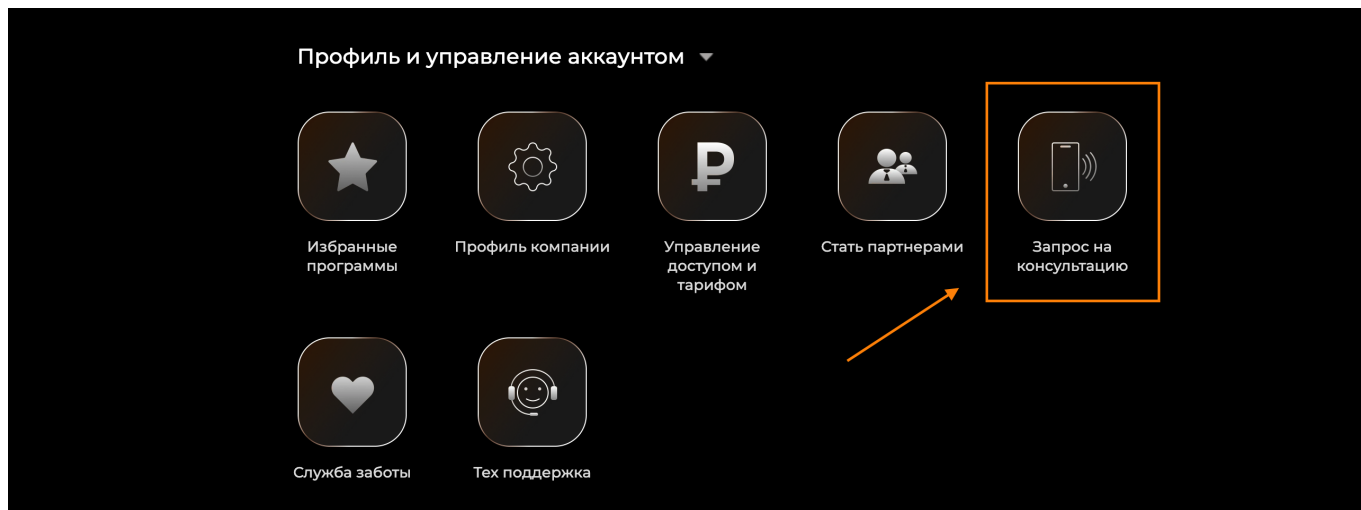 Профиль и управление аккаунтом
Избранные
программы
Профиль компании
Управление
доступом и
тарифом
Стать партнерами
Запрос на
консультацию
Служба заботы
Тех поддержка